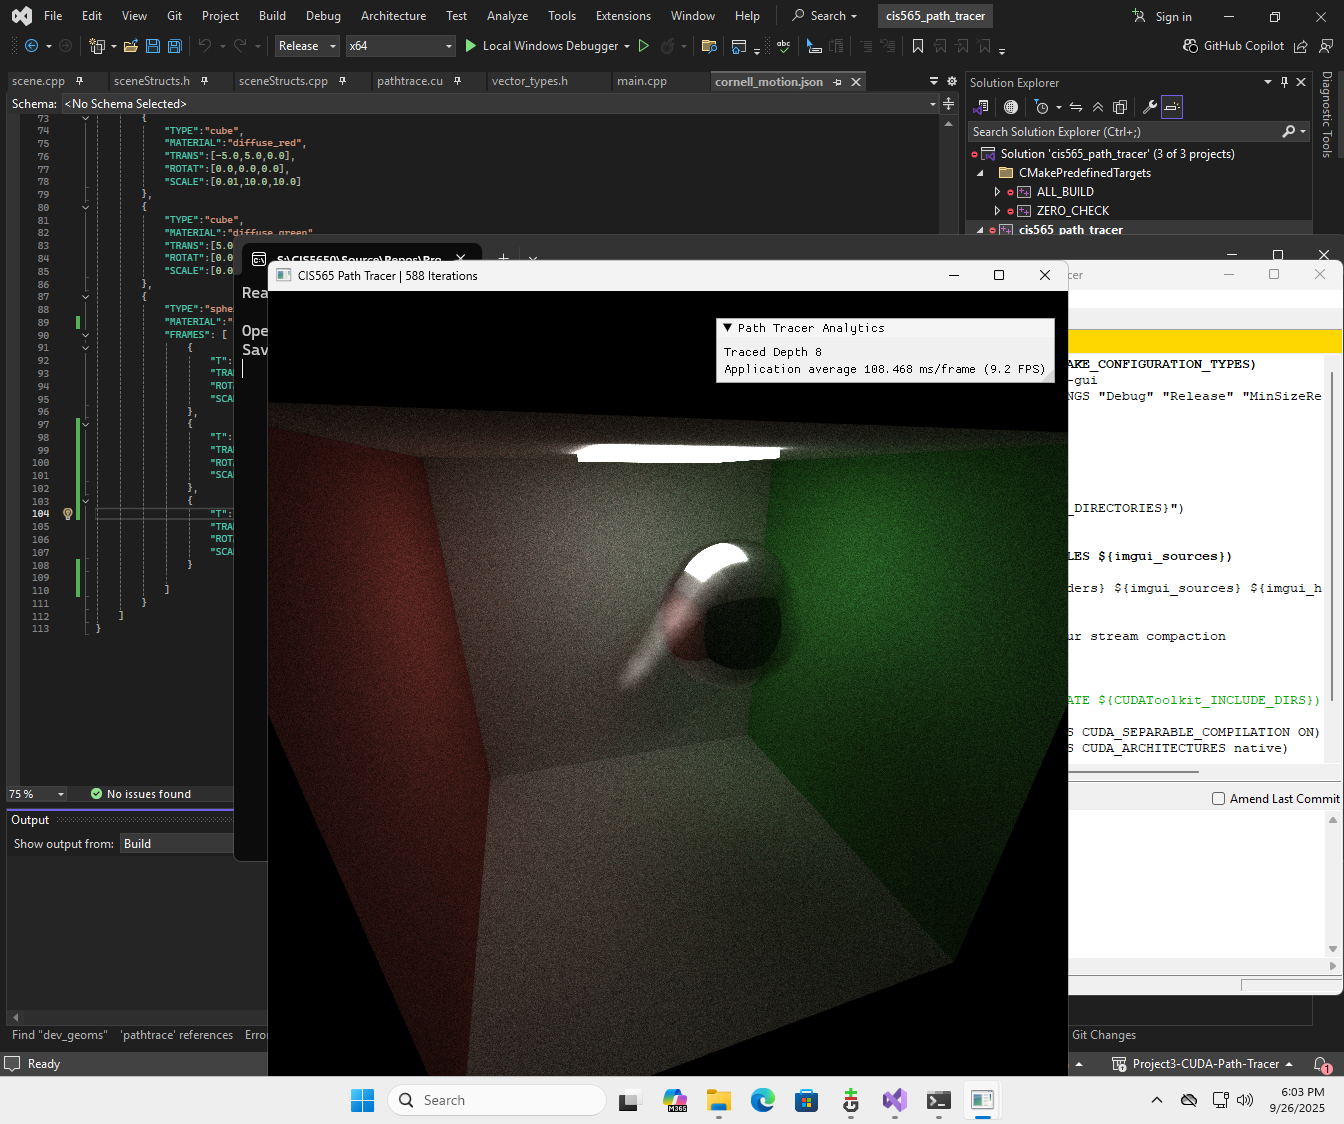 File Edit View Git Project Build Debug Architecture Test Analyze Tools Extensions Window Help Search cis565_path_tracer Sign in
Release x64 Local Windows Debugger GitHub Copilot
scene.cpp sceneStructs.h sceneStructs.cpp pathtrace.cu vector_types.h main.cpp cornell_motion.json
Schema: <No Schema Selected>
73 {
74 "TYPE":"cube",
75 "MATERIAL":"diffuse_red",
76 "TRANS":[-5.0,5.0,0.0],
77 "ROTAT":[0.0,0.0,0.0],
78 "SCALE":[0.01,10.0,10.0]
79 },
80 {
81 "TYPE":"cube",
82 "MATERIAL":"diffuse_green"
83 "TRANS":[5.0
84 "ROTAT":[0.0
85 "SCALE":[0.0
86 },
87 {
88 "TYPE":"sphe
89 "MATERIAL":"
90 "FRAMES": [
91 {
92 "T":
93 "TRA
94 "ROT
95 "SCA
96 },
97 {
98 "T":
99 "TRA
100 "ROT
101 "SCA
102 },
103 {
104 "T":
105 "TRA
106 "ROT
107 "SCA
108 }
109
110 ]
111 }
112 ]
113 }
75 % No issues found
Output
Show output from: Build
Find "dev_geoms" 'pathtrace' references Erro
Ready
Solution Explorer
Search Solution Explorer (Ctrl+;)
Solution 'cis565_path_tracer' (3 of 3 projects)
CMakePredefinedTargets
ALL_BUILD
ZERO_CHECK
cis565_path_tracer
Diagnostic Tools
S:\CIS5650\Source\Repos\Pro
Rea
Ope
Sav
CIS565 Path Tracer | 588 Iterations
Path Tracer Analytics
Traced Depth 8
Application average 108.468 ms/frame (9.2 FPS)
cer
AKE_CONFIGURATION_TYPES)
-gui
NGS "Debug" "Release" "MinSizeRe
_DIRECTORIES}")
LES ${imgui_sources})
ders} ${imgui_sources} ${imgui_h
ur stream compaction
ATE ${CUDAToolkit_INCLUDE_DIRS})
S CUDA_SEPARABLE_COMPILATION ON)
S CUDA_ARCHITECTURES native)
Amend Last Commit
Git Changes
Project3-CUDA-Path-Tracer 1
Search M365
6:03 PM
9/26/2025